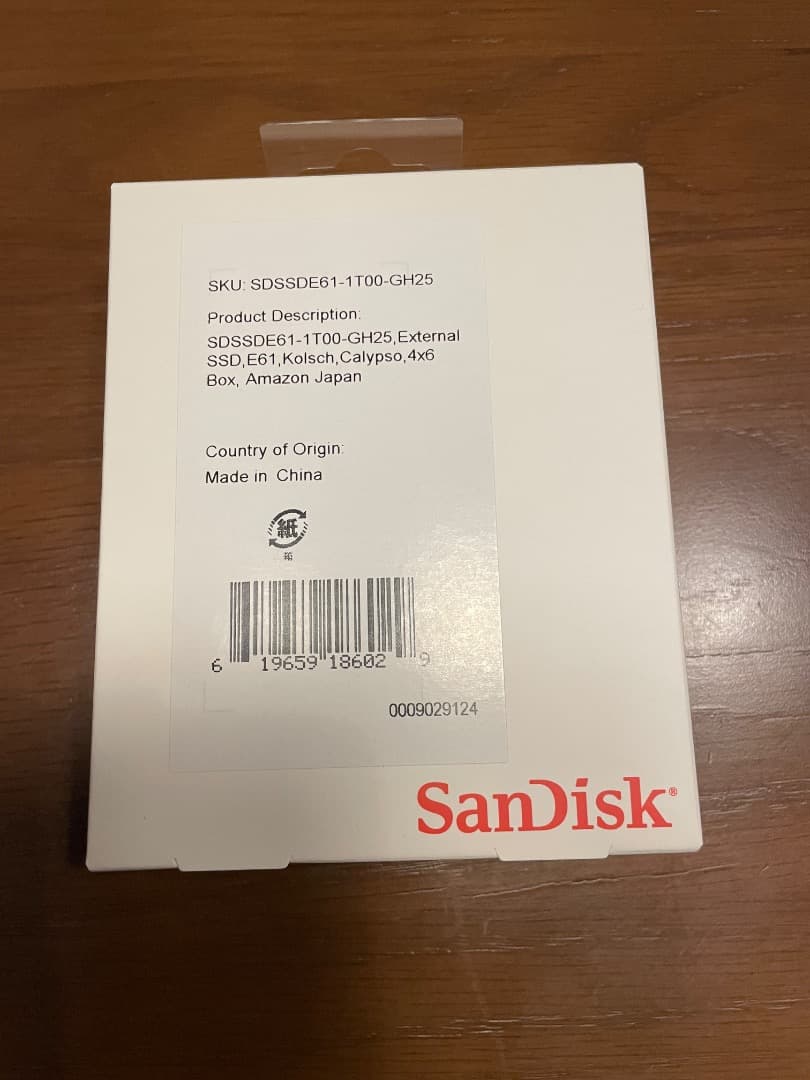 SKU: SDSSDE61-1T00-GH25
Product Description:
SDSSDE61-1T00-GH25,External
SSD,E61,Kolsch,Calypso,4x6
Box, Amazon Japan
Country of Origin:
Made in China
紙
箱
6 19659 18602 9
0009029124
SanDisk®